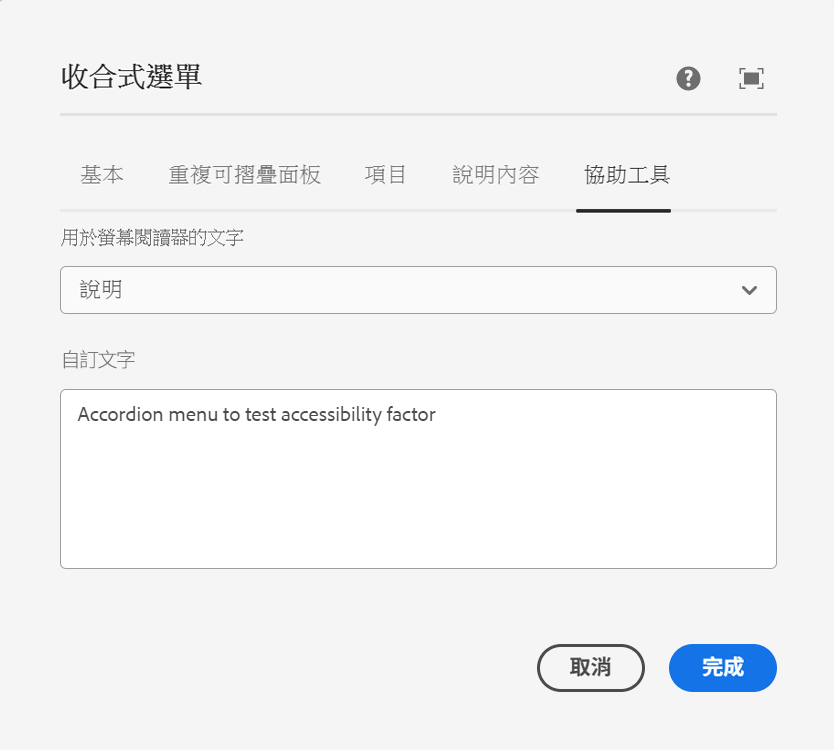 收合式選單
基本 重複可摺疊面板 項目 說明內容 協助工具
用於螢幕閱讀器的文字
說明
自訂文字
Accordion menu to test accessibility factor
取消 完成